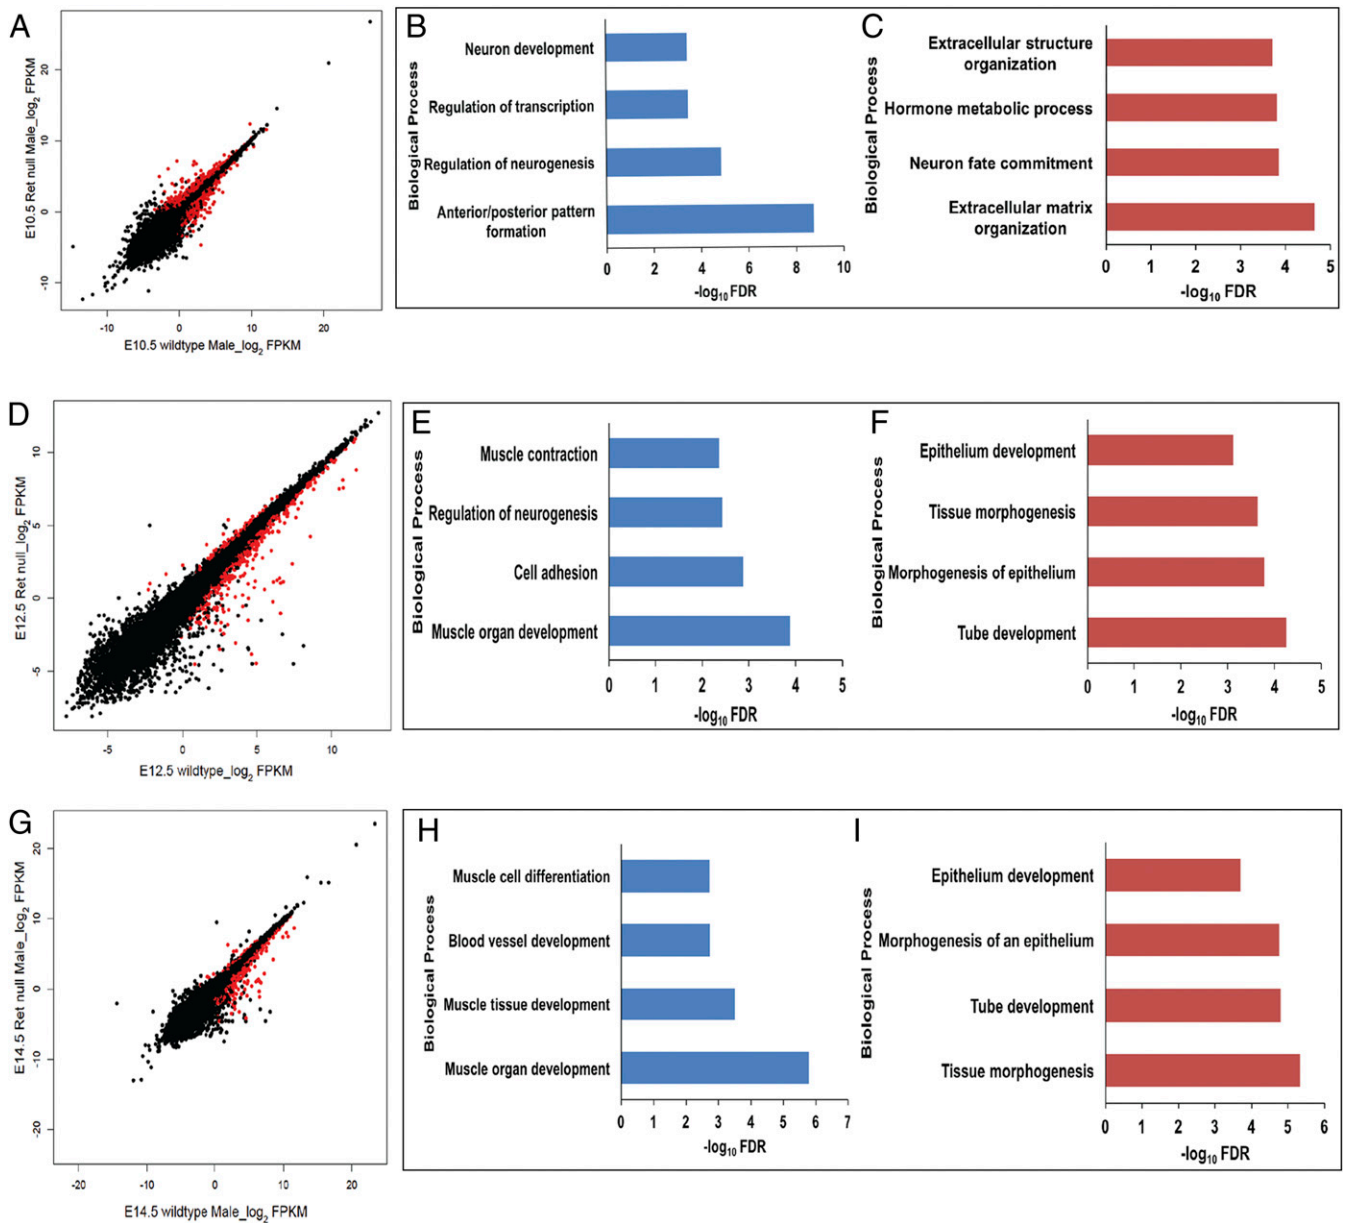 A
E10.5 Ret null Male_log2 FPKM
20
10
0
-10
-10
0
10
20
E10.5 wildtype Male_log2 FPKM
B
Biological Process
Neuron development
Regulation of transcription
Regulation of neurogenesis
Anterior/posterior pattern
formation
0
2
4
6
8
10
-log10 FDR
C
Biological Process
Extracellular structure
organization
Hormone metabolic process
Neuron fate commitment
Extracellular matrix
organization
0
1
2
3
4
5
-log10 FDR
D
E12.5 Ret null_log2 FPKM
10
5
0
-5
-5
0
5
10
E12.5 wildtype_log2 FPKM
E
Biological Process
Muscle contraction
Regulation of neurogenesis
Cell adhesion
Muscle organ development
0
1
2
3
4
5
-log10 FDR
F
Biological Process
Epithelium development
Tissue morphogenesis
Morphogenesis of epithelium
Tube development
0
1
2
3
4
5
-log10 FDR
G
E14.5 Ret null Male_log2 FPKM
20
10
0
-10
-20
-20
-10
0
10
20
E14.5 wildtype Male_log2 FPKM
H
Biological Process
Muscle cell differentiation
Blood vessel development
Muscle tissue development
Muscle organ development
0
1
2
3
4
5
6
7
-log10 FDR
I
Biological Process
Epithelium development
Morphogenesis of an epithelium
Tube development
Tissue morphogenesis
0
1
2
3
4
5
6
-log10 FDR